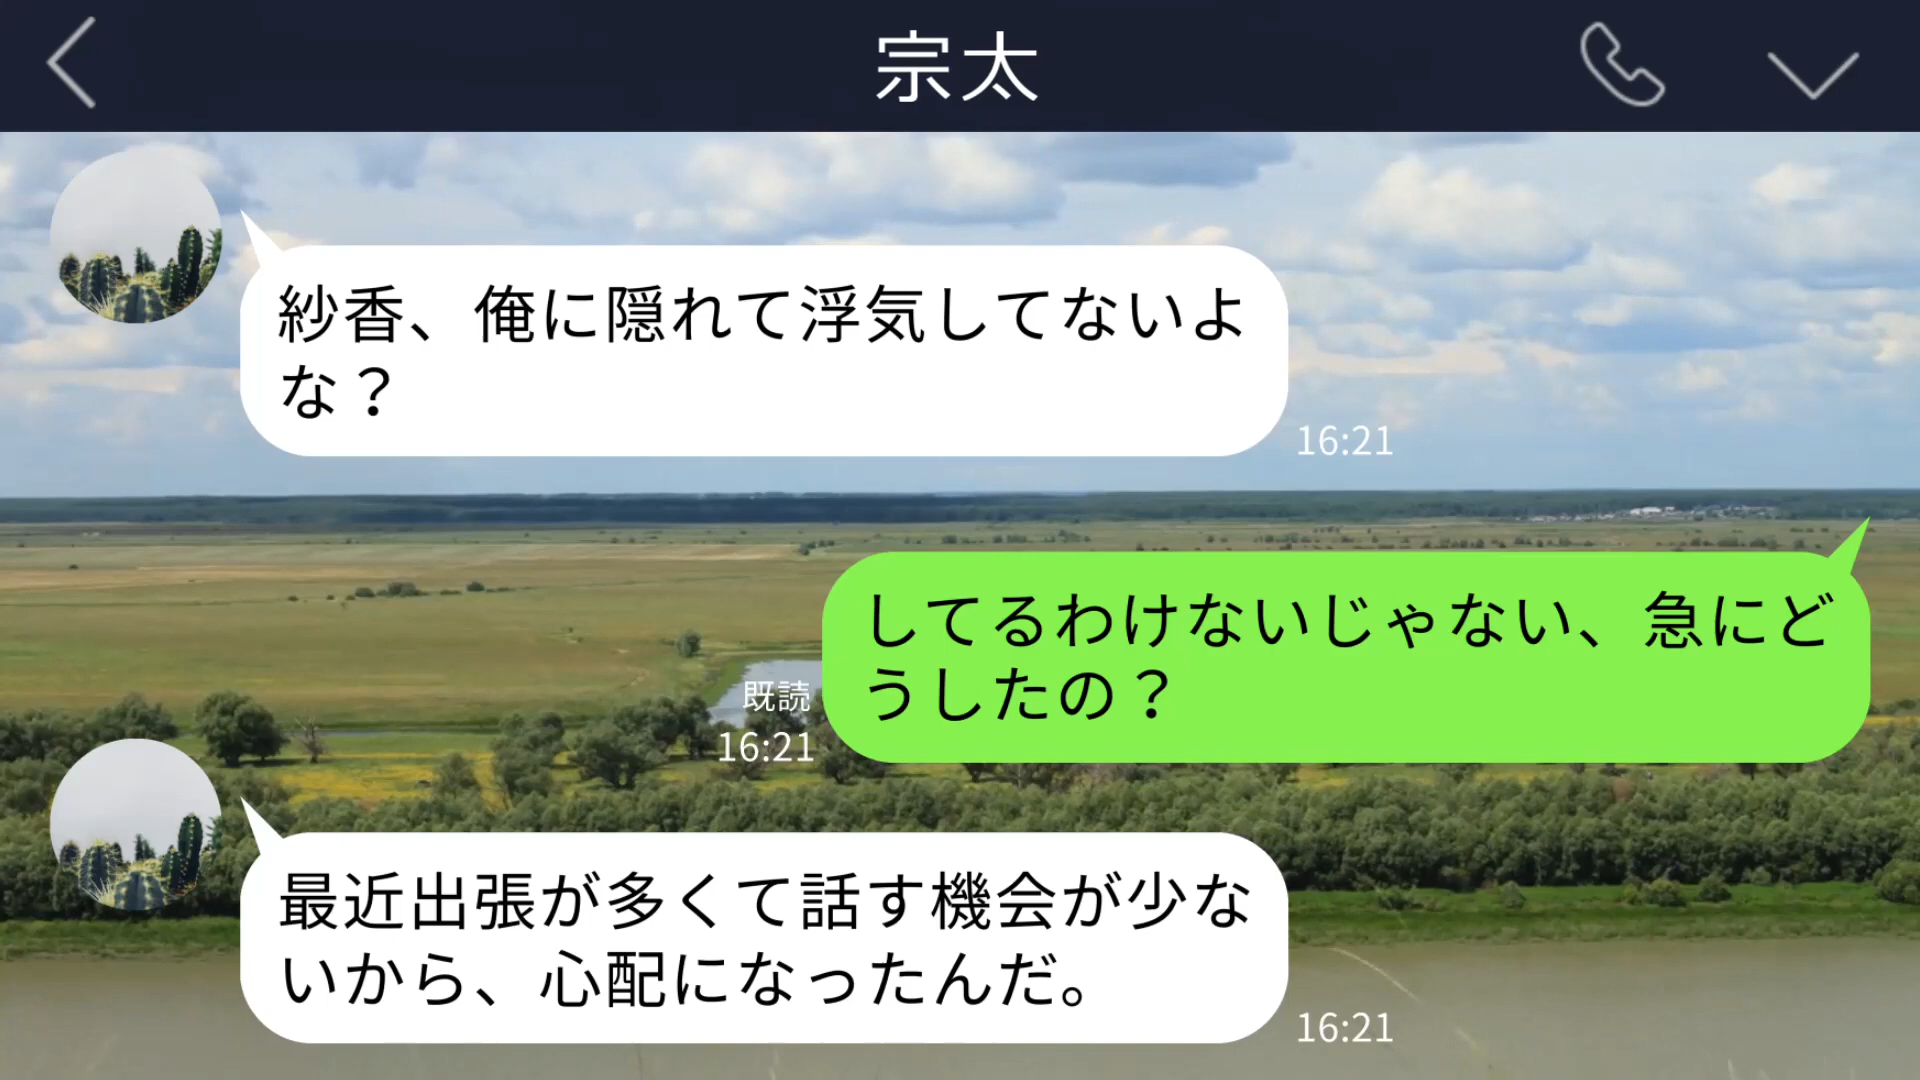 宗太
紗香、俺に隠れて浮気してないよ
な？
16:21
してるわけないじゃない、急にど
うしたの？
既読
16:21
最近出張が多くて話す機会が少な
いから、心配になったんだ。
16:21